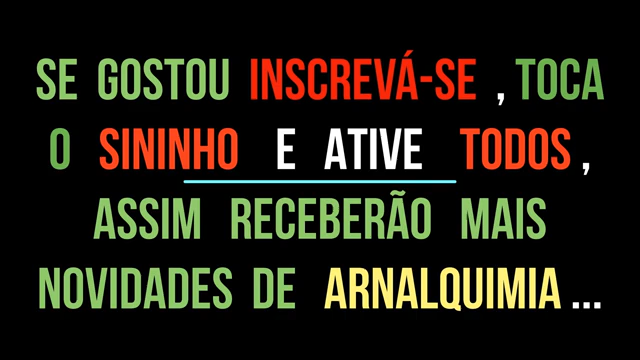 SE GOSTOU INSCREVÁ-SE , TOCA
O SININHO E ATIVE TODOS ,
ASSIM RECEBERÃO MAIS
NOVIDADES DE ARNALQUIMIA ...